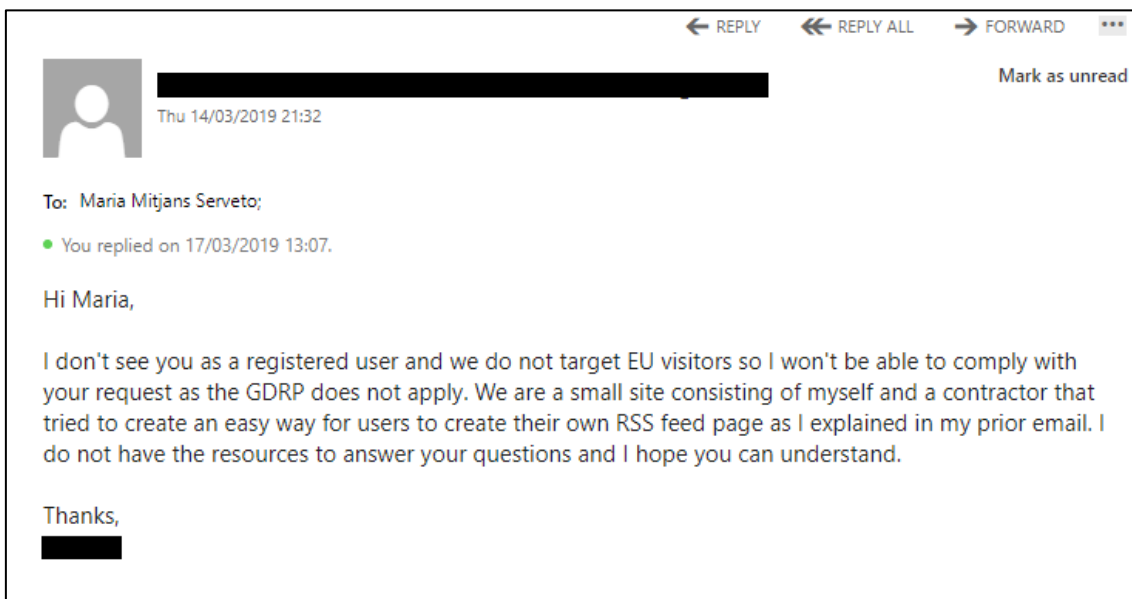 REPLY REPLY ALL FORWARD ...
Mark as unread
Thu 14/03/2019 21:32
To: Maria Mitjans Serveto;
You replied on 17/03/2019 13:07.
Hi Maria,
I don't see you as a registered user and we do not target EU visitors so I won't be able to comply with
your request as the GDRP does not apply. We are a small site consisting of myself and a contractor that
tried to create an easy way for users to create their own RSS feed page as I explained in my prior email. I
do not have the resources to answer your questions and I hope you can understand.
Thanks,